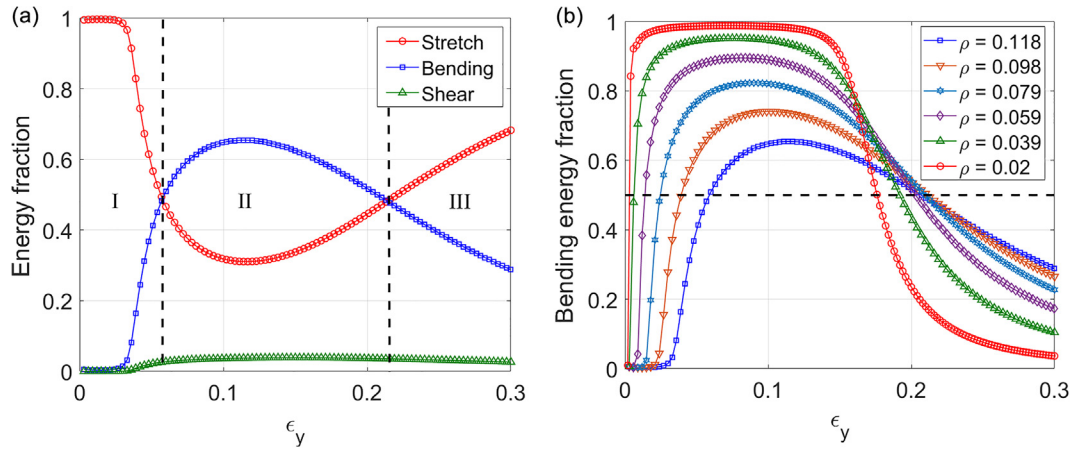 (a)
Energy fraction
1
0.8
0.6
0.4
0.2
0
Stretch
Bending
Shear
I
II
III
0
0.1
0.2
0.3
ϵy
(b)
Bending energy fraction
1
0.8
0.6
0.4
0.2
0
ρ = 0.118
ρ = 0.098
ρ = 0.079
ρ = 0.059
ρ = 0.039
ρ = 0.02
0
0.1
0.2
0.3
ϵy